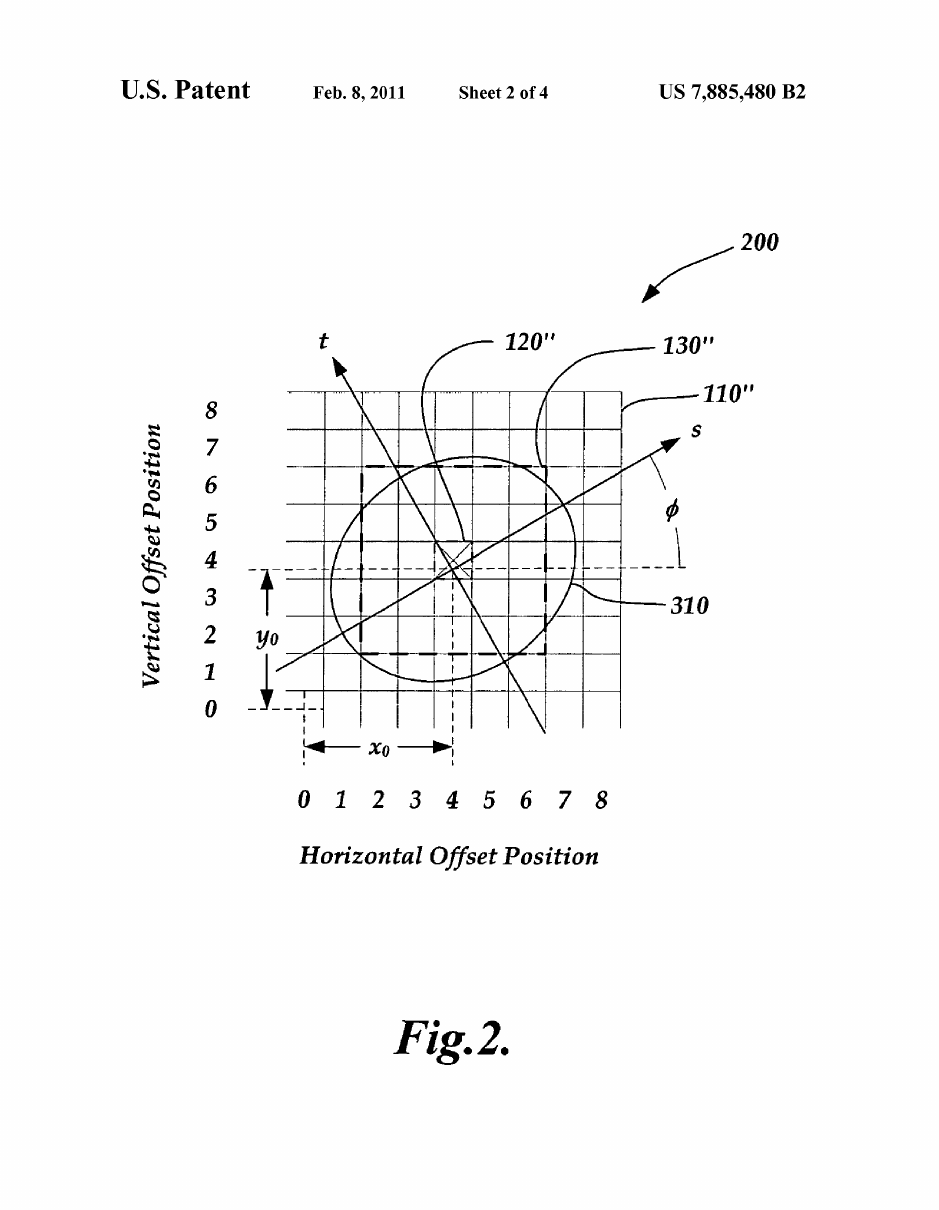 U.S. Patent Feb. 8, 2011 Sheet 2 of 4 US 7,885,480 B2
200
t
120"
130"
110"
s
8
7
6
5
4
3
2
1
0
Vertical Offset Position
ϕ
310
y0
x0
0 1 2 3 4 5 6 7 8
Horizontal Offset Position
Fig.2.